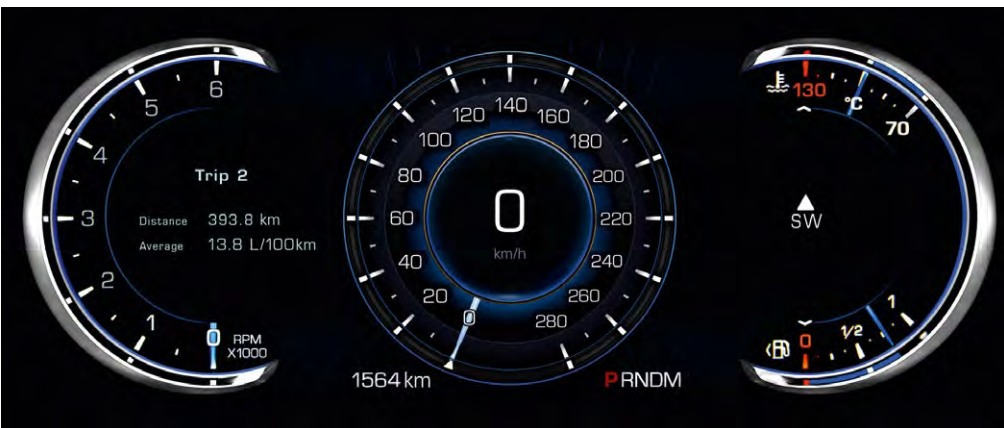 6
5
4
3
2
1
0
RPM
X1000
Trip 2
Distance 393.8 km
Average 13.8 L/100km
140
120 160
100 180
80 200
60 220
40 240
20 260
0 280
0
km/h
1564 km
PRNDM
130
°C
70
SW
1
1/2
0